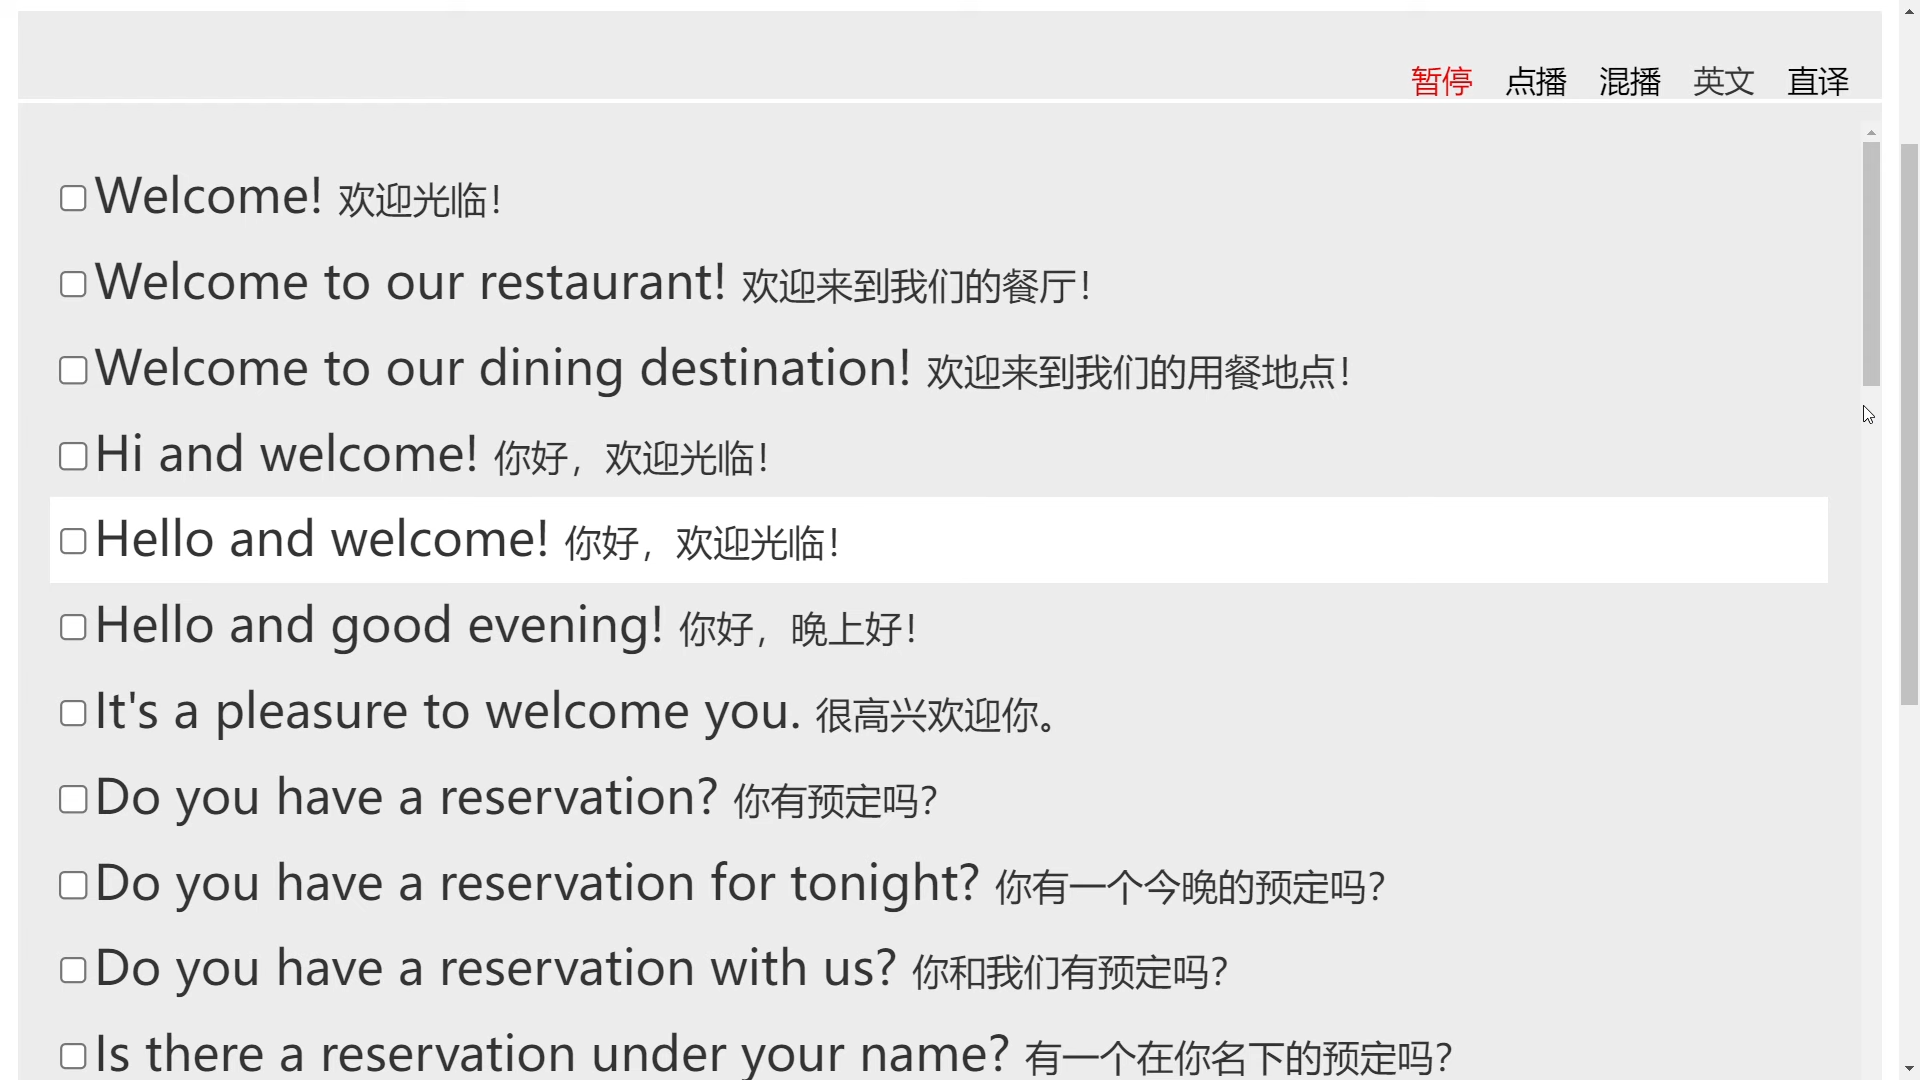 暂停 点播 混播 英文 直译
Welcome! 欢迎光临！
Welcome to our restaurant! 欢迎来到我们的餐厅！
Welcome to our dining destination! 欢迎来到我们的用餐地点！
Hi and welcome! 你好，欢迎光临！
Hello and welcome! 你好，欢迎光临！
Hello and good evening! 你好，晚上好！
It's a pleasure to welcome you. 很高兴欢迎你。
Do you have a reservation? 你有预定吗？
Do you have a reservation for tonight? 你有一个今晚的预定吗？
Do you have a reservation with us? 你和我们有预定吗？
Is there a reservation under your name? 有一个在你名下的预定吗？